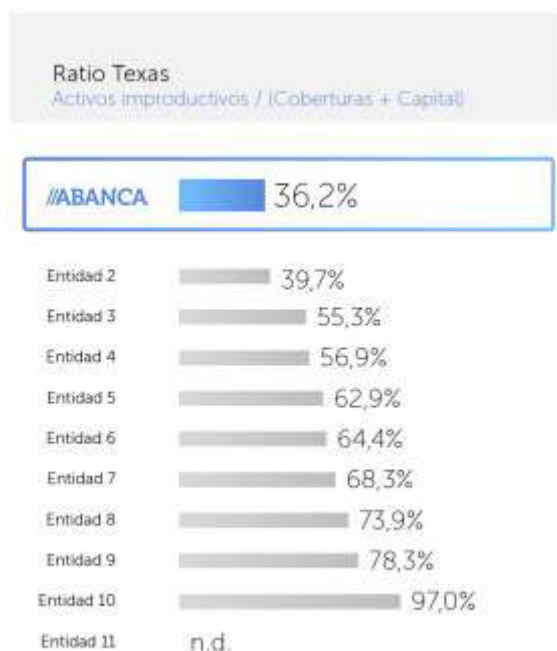 Ratio Texas
Activos improductivos / (Coberturas + Capital)
//ABANCA 36,2%
Entidad 2 39,7%
Entidad 3 55,3%
Entidad 4 56,9%
Entidad 5 62,9%
Entidad 6 64,4%
Entidad 7 68,3%
Entidad 8 73,9%
Entidad 9 78,3%
Entidad 10 97,0%
Entidad 11 n.d.